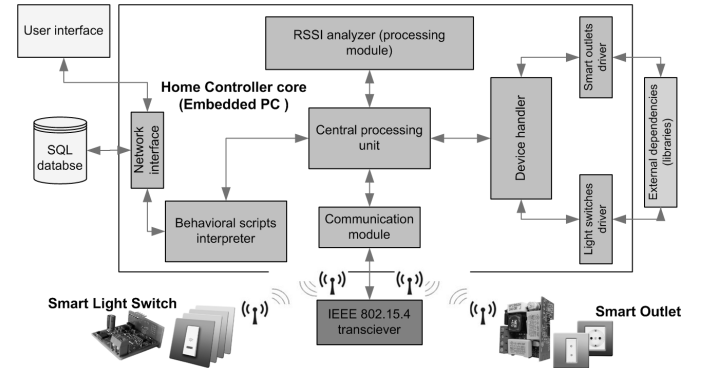 User interface
RSSI analyzer (processing
module)
Smart outlets
driver
Home Controller core
(Embedded PC )
SQL
databse
Network
interface
Central processing
unit
Device handler
External dependencies
(libraries)
Behavioral scripts
interpreter
Communication
module
Light switches
driver
Smart Light Switch
IEEE 802.15.4
transciever
Smart Outlet